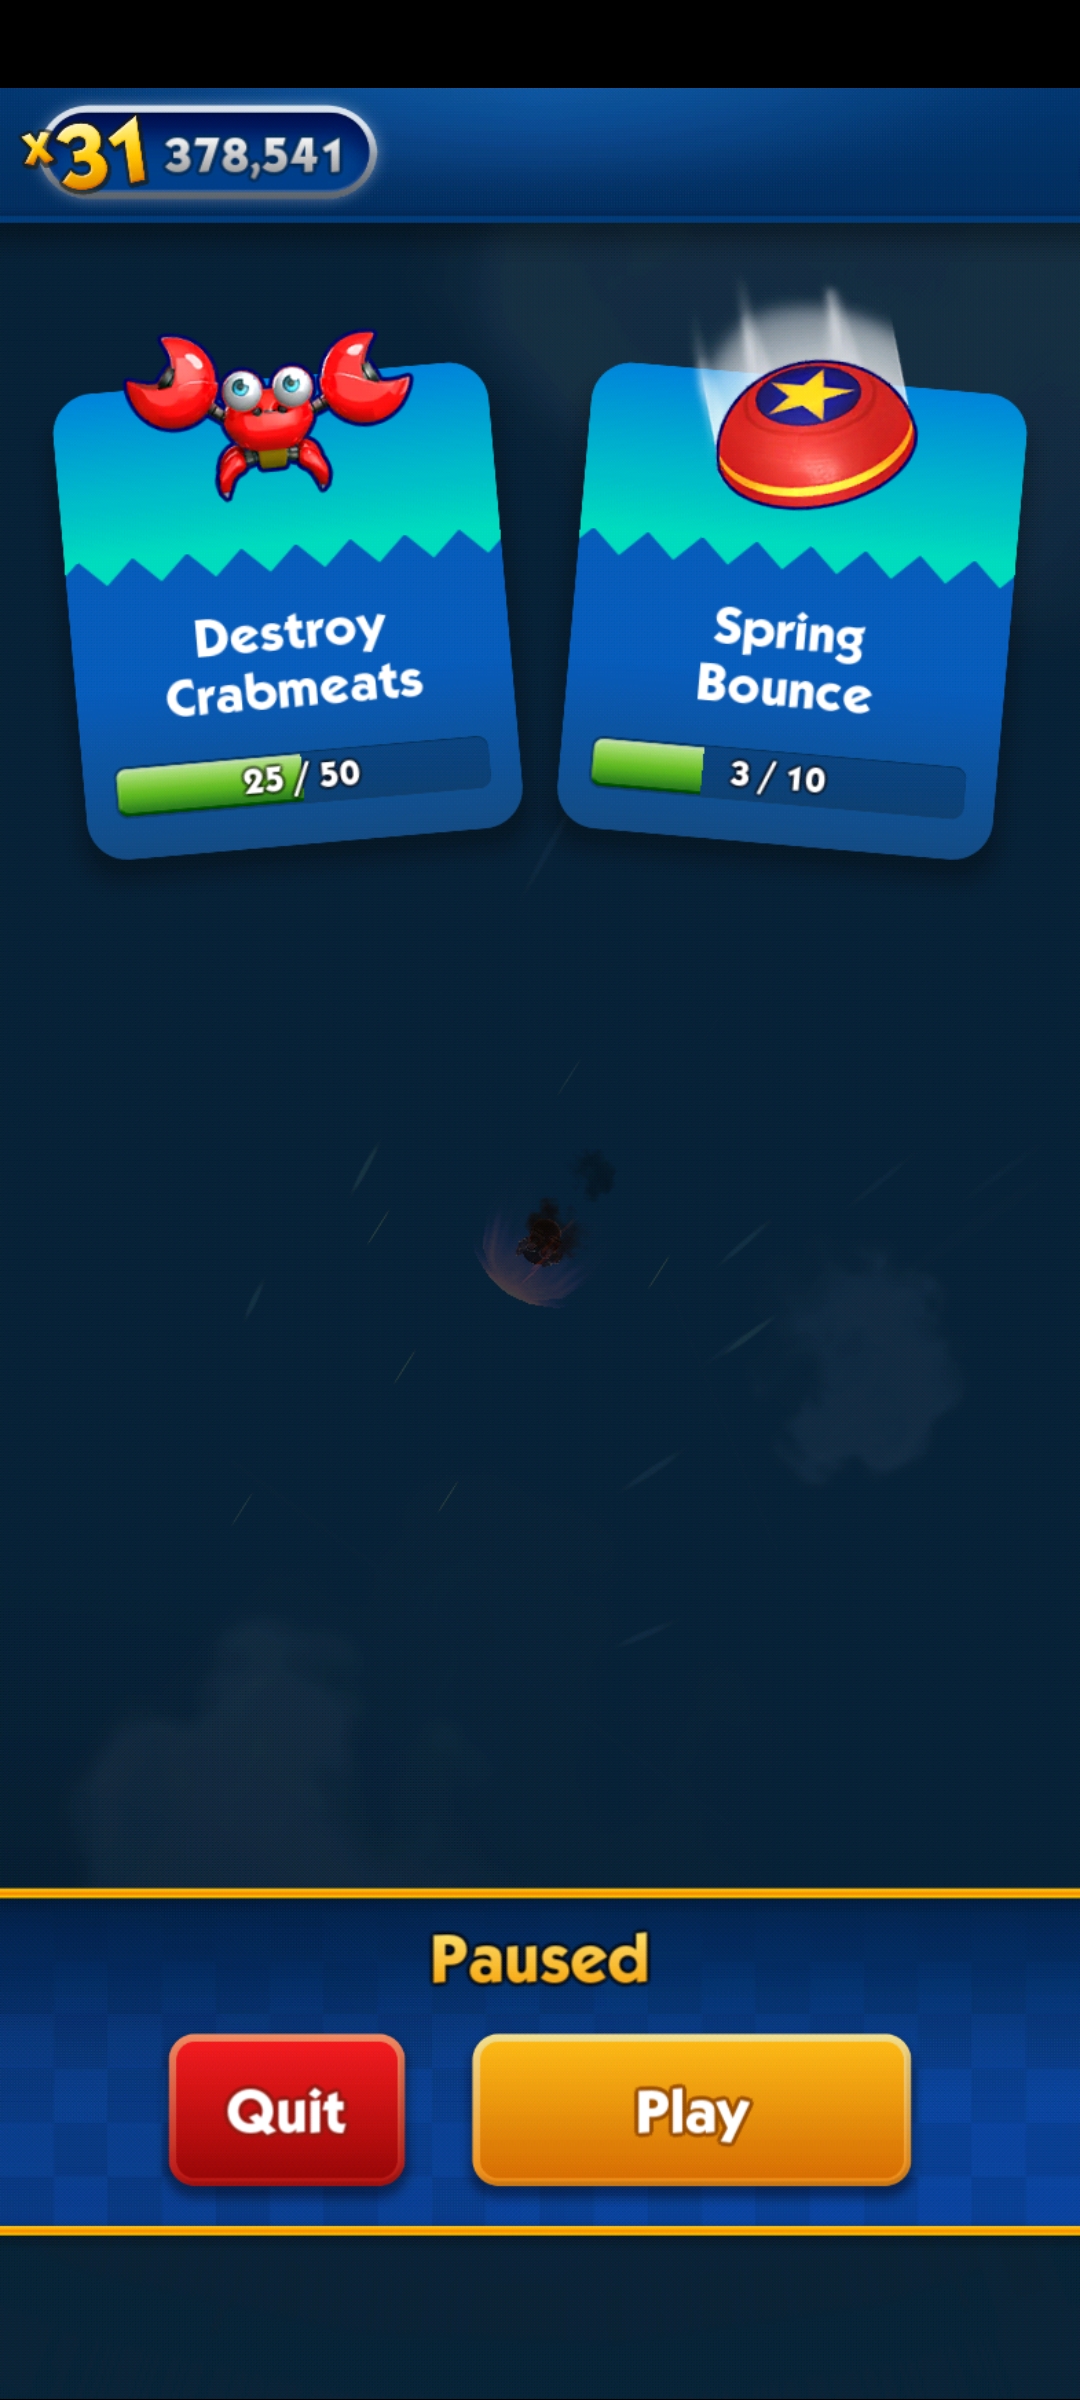 x31 378,541
Destroy
Crabmeats
25 / 50
Spring
Bounce
3 / 10
Paused
Quit
Play